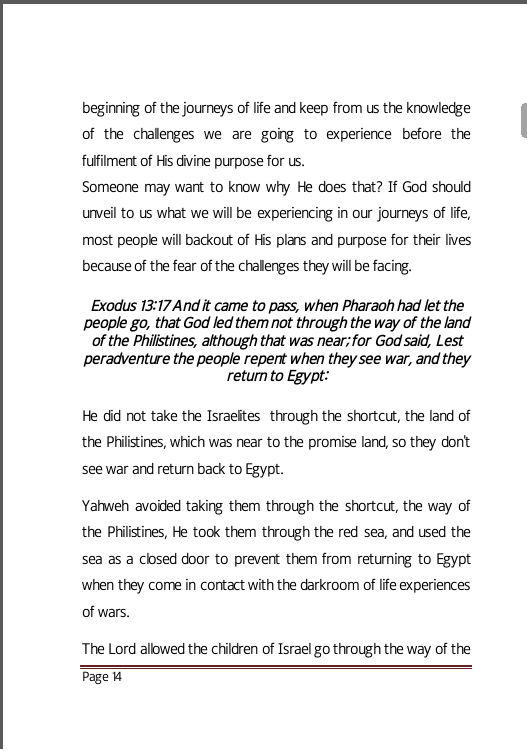 beginning of the journeys of life and keep from us the knowledge
of the challenges we are going to experience before the
fulfilment of His divine purpose for us.
Someone may want to know why He does that? If God should
unveil to us what we will be experiencing in our journeys of life,
most people will backout of His plans and purpose for their lives
because of the fear of the challenges they will be facing.
Exodus 13:17 And it came to pass, when Pharaoh had let the
people go, that God led them not through the way of the land
of the Philistines, although that was near; for God said, Lest
peradventure the people repent when they see war, and they
return to Egypt:
He did not take the Israelites through the shortcut, the land of
the Philistines, which was near to the promise land, so they don't
see war and return back to Egypt.
Yahweh avoided taking them through the shortcut, the way of
the Philistines, He took them through the red sea, and used the
sea as a closed door to prevent them from returning to Egypt
when they come in contact with the darkroom of life experiences
of wars.
The Lord allowed the children of Israel go through the way of the
Page 14